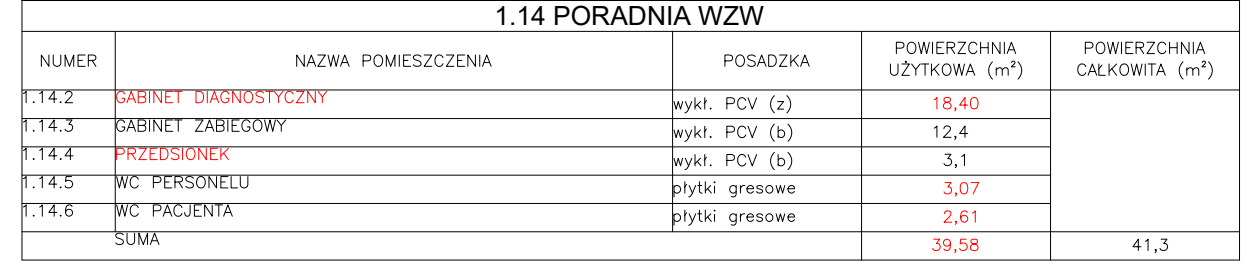 1.14 PORADNIA WZW
NUMER NAZWA POMIESZCZENIA POSADZKA POWIERZCHNIA UŻYTKOWA (m²) POWIERZCHNIA CAŁKOWITA (m²)
1.14.2 GABINET DIAGNOSTYCZNY wykł. PCV (z) 18,40
1.14.3 GABINET ZABIEGOWY wykł. PCV (b) 12,4
1.14.4 PRZEDSIONEK wykł. PCV (b) 3,1
1.14.5 WC PERSONELU płytki gresowe 3,07
1.14.6 WC PACJENTA płytki gresowe 2,61
SUMA 39,58 41,3